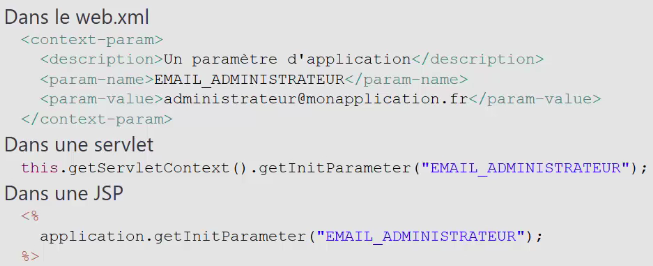 Dans le web.xml
<context-param>
<description>Un paramètre d'application</description>
<param-name>EMAIL_ADMINISTRATEUR</param-name>
<param-value>administrateur@monapplication.fr</param-value>
</context-param>
Dans une servlet
this.getServletContext().getInitParameter("EMAIL_ADMINISTRATEUR");
Dans une JSP
<%
application.getInitParameter("EMAIL_ADMINISTRATEUR");
%>